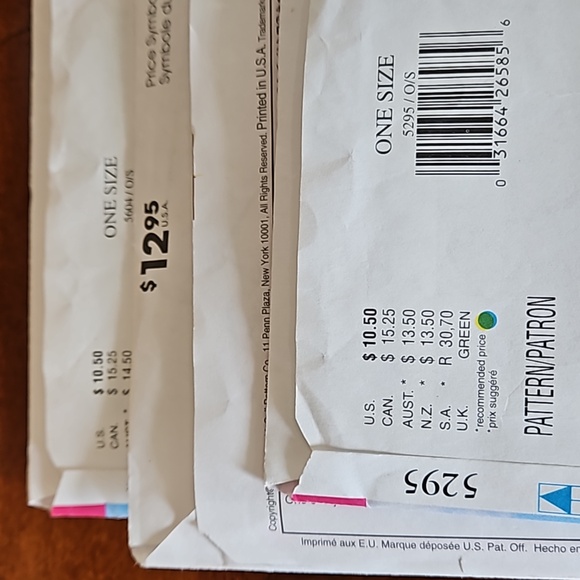 U.S. $ 10.50
CAN. $ 15.25
$ 14.50
ONE SIZE
5604 / O/S
$12 95
U.S.A.
Price Symbo
Symbole d
11 Penn Plaza, New York 10001, All Rights Reserved, Printed in U.S.A. Trademark
Copyright
ONE SIZE
5295 / O/S
0 31664 26585 6
U.S. $ 10.50
CAN. $ 15.25
AUST. * $ 13.50
N.Z. * $ 13.50
S.A. * R 30,70
U.K. GREEN
*recommended price
*prix suggéré
PATTERN/PATRON
5295
Imprimé aux E.U. Marque déposée U.S. Pat. Off. Hecho en